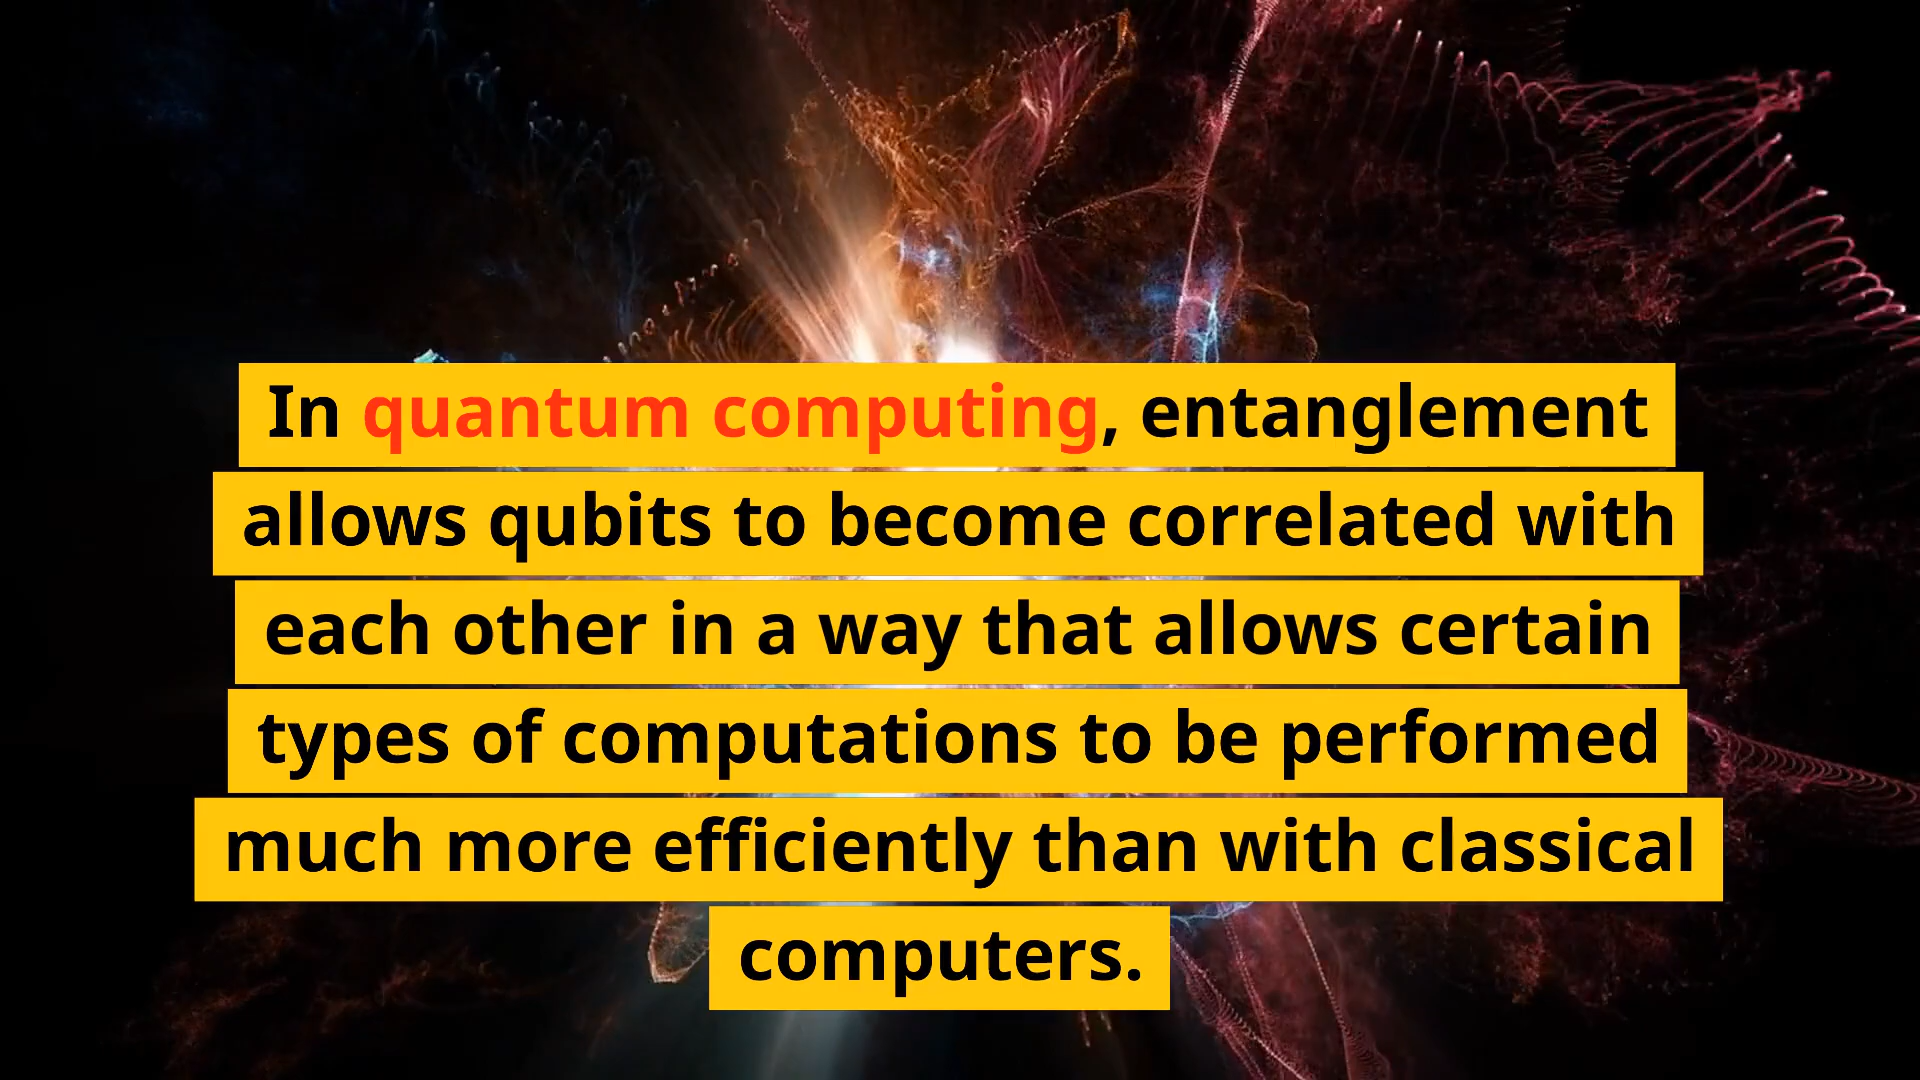 In quantum computing, entanglement
allows qubits to become correlated with
each other in a way that allows certain
types of computations to be performed
much more efficiently than with classical
computers.